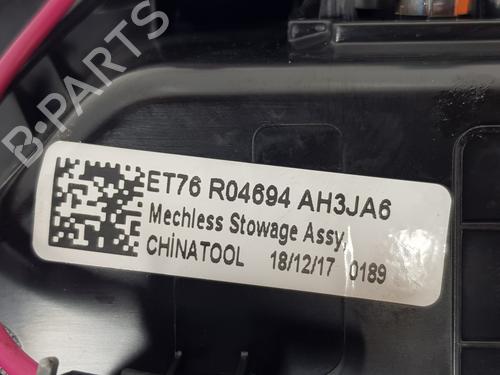 B-PARTS
ET76 R04694 AH3JA6
Mechless Stowage Assy,
CHINATOOL 18/12/17 0189